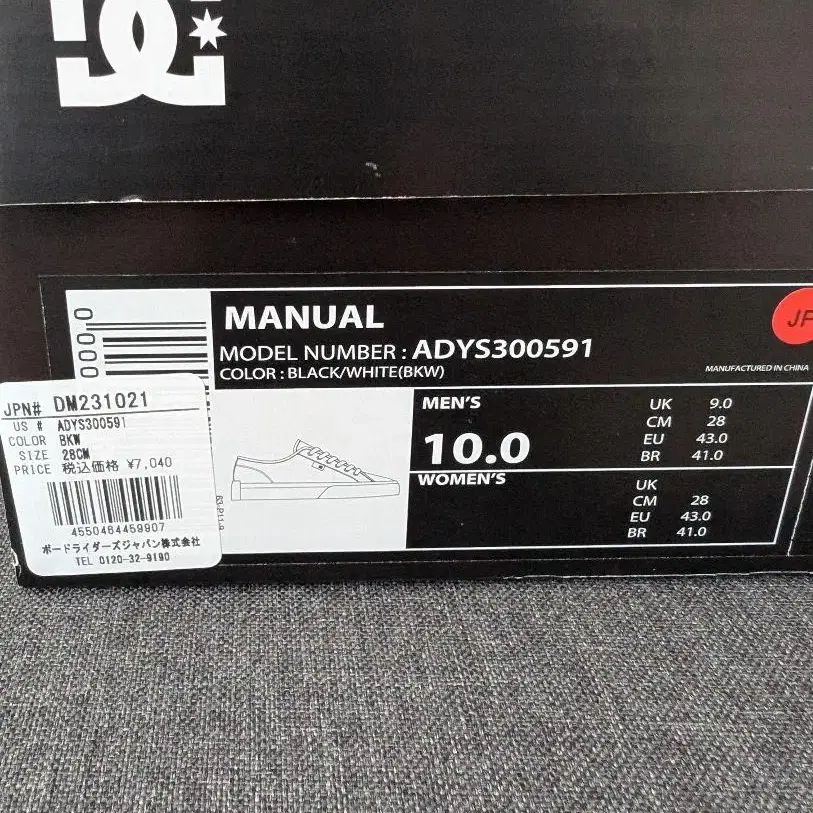 MANUAL
MODEL NUMBER : ADYS300591
COLOR : BLACK/WHITE(BKW)
JP
MANUFACTURED IN CHINA
MEN'S
10.0
UK 9.0
CM 28
EU 43.0
BR 41.0
WOMEN'S
UK
CM 28
EU 43.0
BR 41.0
JPN# DM231021
US # ADYS300591
COLOR BKW
SIZE 28CM
PRICE 税込価格 ¥7,040
4550464459907
ボードライダーズジャパン株式会社
TEL 0120-32-9190